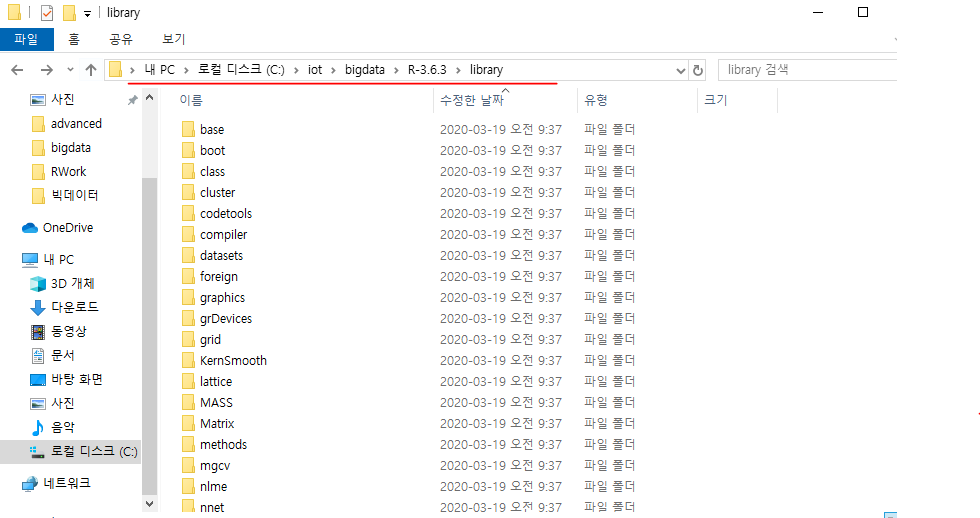 library
파일 홈 공유 보기
내 PC 로컬 디스크 (C:) iot bigdata R-3.6.3 library library 검색
사진
advanced
bigdata
RWork
빅데이터
OneDrive
내 PC
3D 개체
다운로드
동영상
문서
바탕 화면
사진
음악
로컬 디스크 (C:)
네트워크
이름 수정한 날짜 유형 크기
base 2020-03-19 오전 9:37 파일 폴더
boot 2020-03-19 오전 9:37 파일 폴더
class 2020-03-19 오전 9:37 파일 폴더
cluster 2020-03-19 오전 9:37 파일 폴더
codetools 2020-03-19 오전 9:37 파일 폴더
compiler 2020-03-19 오전 9:37 파일 폴더
datasets 2020-03-19 오전 9:37 파일 폴더
foreign 2020-03-19 오전 9:37 파일 폴더
graphics 2020-03-19 오전 9:37 파일 폴더
grDevices 2020-03-19 오전 9:37 파일 폴더
grid 2020-03-19 오전 9:37 파일 폴더
KernSmooth 2020-03-19 오전 9:37 파일 폴더
lattice 2020-03-19 오전 9:37 파일 폴더
MASS 2020-03-19 오전 9:37 파일 폴더
Matrix 2020-03-19 오전 9:37 파일 폴더
methods 2020-03-19 오전 9:37 파일 폴더
mgcv 2020-03-19 오전 9:37 파일 폴더
nlme 2020-03-19 오전 9:37 파일 폴더
nnet 2020-03-19 오전 9:37 파일 폴더